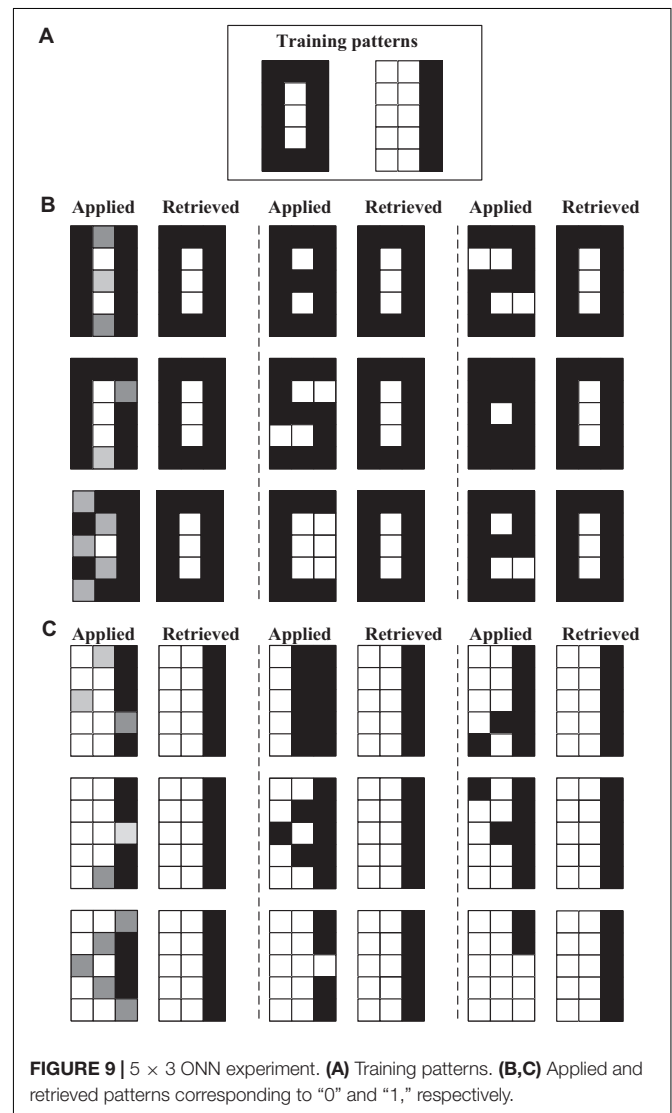 A
Training patterns
B
Applied Retrieved Applied Retrieved Applied Retrieved
C
Applied Retrieved Applied Retrieved Applied Retrieved
FIGURE 9 | 5 × 3 ONN experiment. (A) Training patterns. (B,C) Applied and
retrieved patterns corresponding to “0” and “1,” respectively.